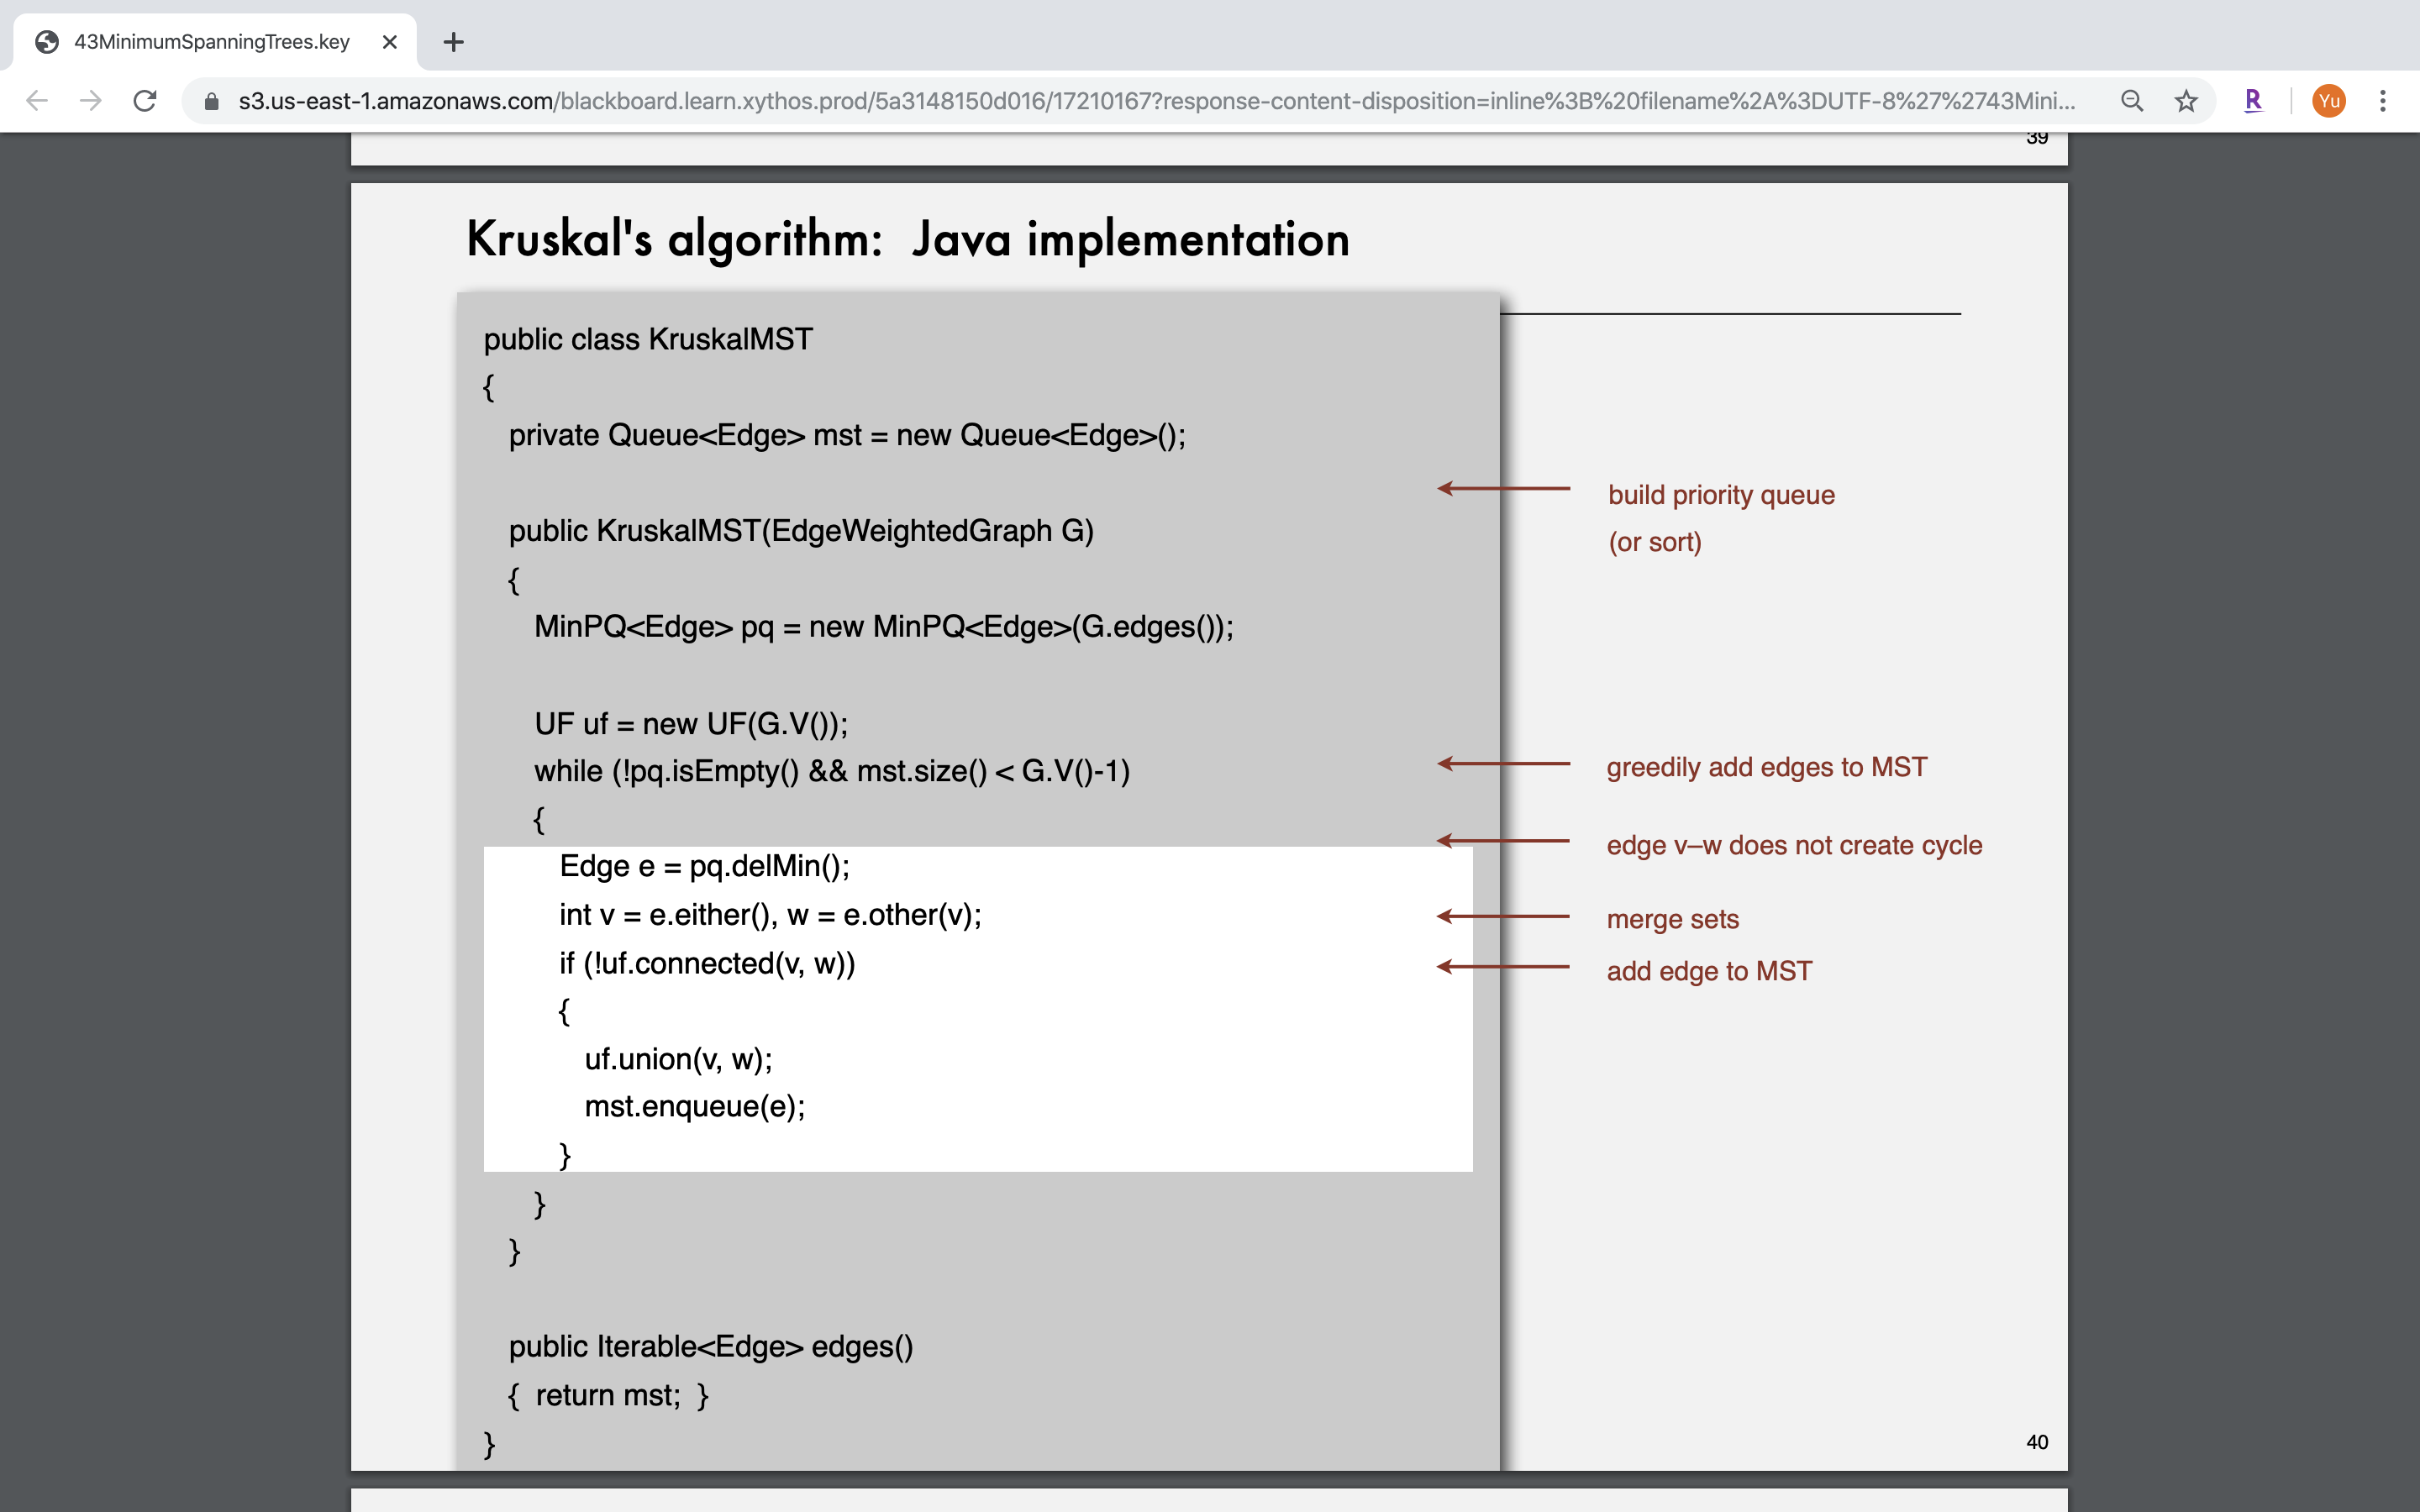 43MinimumSpanningTrees.key
s3.us-east-1.amazonaws.com/blackboard.learn.xythos.prod/5a3148150d016/17210167?response-content-disposition=inline%3B%20filename%2A%3DUTF-8%27%2743Mini...
R
Yu
39
Kruskal's algorithm: Java implementation
public class KruskalMST
{
private Queue<Edge> mst = new Queue<Edge>();
build priority queue
(or sort)
public KruskalMST(EdgeWeightedGraph G)
{
MinPQ<Edge> pq = new MinPQ<Edge>(G.edges());
UF uf = new UF(G.V());
while (!pq.isEmpty() && mst.size() < G.V()-1)
greedily add edges to MST
{
edge v–w does not create cycle
Edge e = pq.delMin();
int v = e.either(), w = e.other(v);
merge sets
if (!uf.connected(v, w))
add edge to MST
{
uf.union(v, w);
mst.enqueue(e);
}
}
}
public Iterable<Edge> edges()
{ return mst; }
}
40